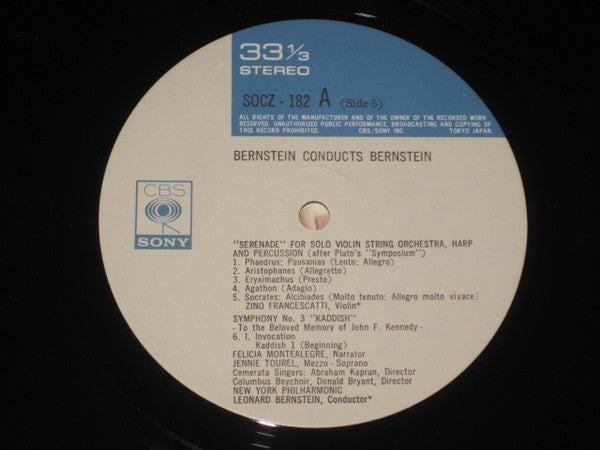 33 1/3
STEREO
SOCZ · 182 A (Side 5)
ALL RIGHTS OF THE MANUFACTURER AND OF THE OWNER OF THE RECORDED WORK
RESERVED. UNAUTHORIZED PUBLIC PERFORMANCE, BROADCASTING AND COPYING OF
THIS RECORD PROHIBITED. CBS/SONY INC. TOKYO JAPAN.
BERNSTEIN CONDUCTS BERNSTEIN
CBS
SONY
"SERENADE" FOR SOLO VIOLIN STRING ORCHESTRA, HARP
AND PERCUSSION (after Plato's "Symposium")
1. Phaedrus: Pausanias (Lento: Allegro)
2. Aristophanes (Allegretto)
3. Eryximachus (Presto)
4. Agathon (Adagio)
5. Socrates: Alcibiades (Molto tenuto: Allegro molto vivace)
ZINO FRANCESCATTI, Violin*
SYMPHONY No. 3 "KADDISH"
- To the Beloved Memory of John F. Kennedy -
6. I. Invocation
Kaddish 1 (Beginning)
FELICIA MONTEALEGRE, Narrator
JENNIE TOUREL, Mezzo - Soprano
Cemerata Singers: Abraham Kapran, Director
Columbus Boychoir, Donald Bryant, Director
NEW YORK PHILHARMONIC
LEONARD BERNSTEIN, Conductor*